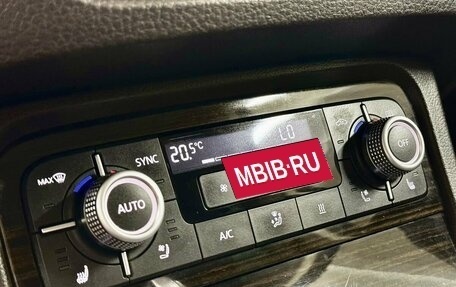 MAX
SYNC
20.5°C
LO
OFF
MBIB·RU
AUTO
A/C